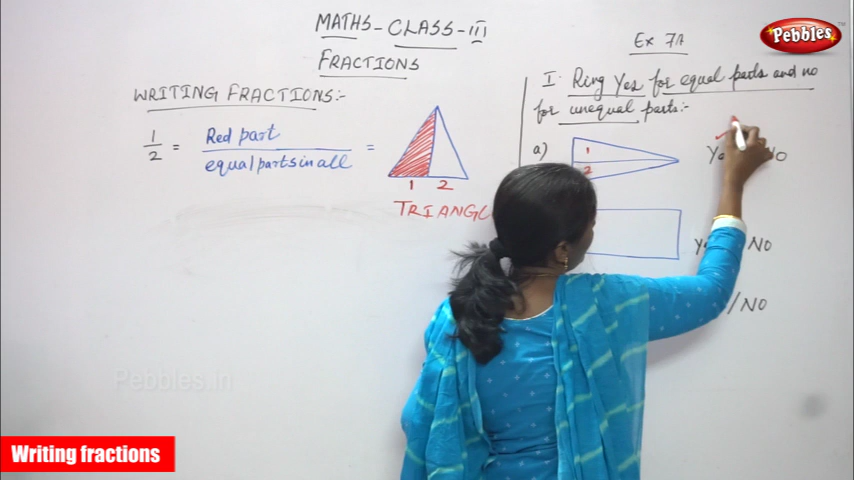 MATHS-CLASS-III
FRACTIONS
WRITING FRACTIONS:-
1/2 = Red part / equal parts in all =
1 2
TRIANGL
Ex 7A
I. Ring Yes for equal parts and no
for unequal parts:-
a) 1
2
NO
NO
/NO
Pebbles
Pebbles.in
Writing fractions